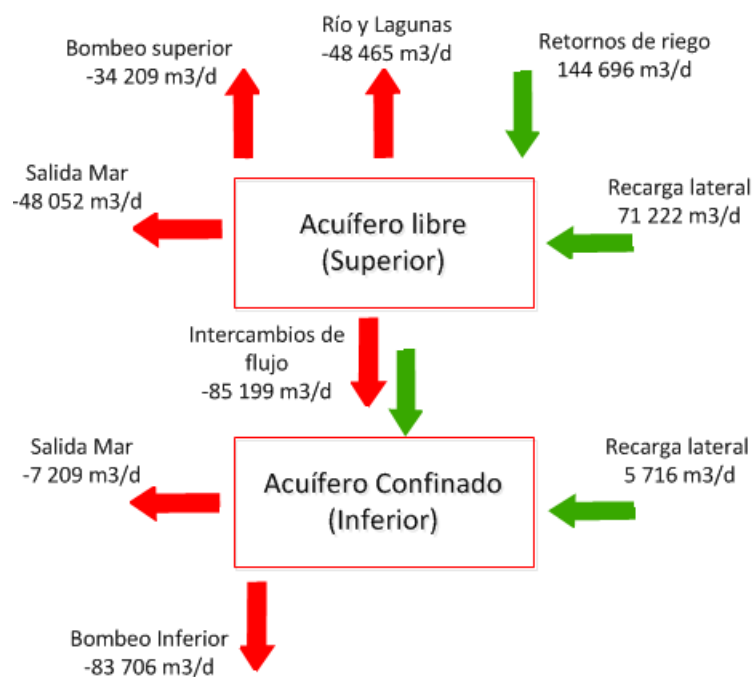 Bombeo superior
-34 209 m3/d
Río y Lagunas
-48 465 m3/d
Retornos de riego
144 696 m3/d
Salida Mar
-48 052 m3/d
Acuífero libre
(Superior)
Recarga lateral
71 222 m3/d
Intercambios de
flujo
-85 199 m3/d
Salida Mar
-7 209 m3/d
Acuífero Confinado
(Inferior)
Recarga lateral
5 716 m3/d
Bombeo Inferior
-83 706 m3/d